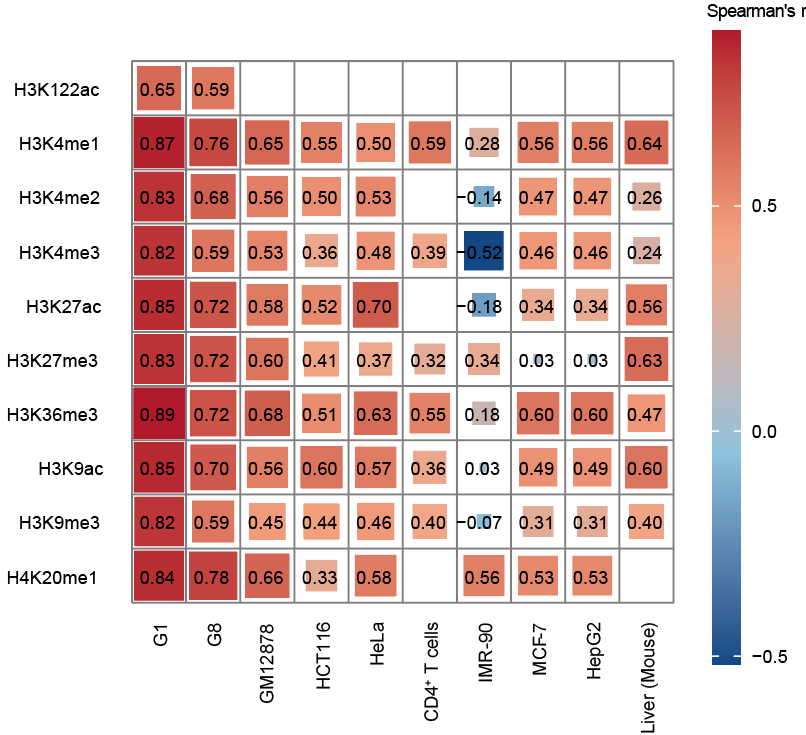 Spearman's r
H3K122ac 0.65 0.59
H3K4me1 0.87 0.76 0.65 0.55 0.50 0.59 0.28 0.56 0.56 0.64
H3K4me2 0.83 0.68 0.56 0.50 0.53 −0.14 0.47 0.47 0.26
H3K4me3 0.82 0.59 0.53 0.36 0.48 0.39 −0.52 0.46 0.46 0.24
H3K27ac 0.85 0.72 0.58 0.52 0.70 −0.18 0.34 0.34 0.56
H3K27me3 0.83 0.72 0.60 0.41 0.37 0.32 0.34 0.03 0.03 0.63
H3K36me3 0.89 0.72 0.68 0.51 0.63 0.55 0.18 0.60 0.60 0.47
H3K9ac 0.85 0.70 0.56 0.60 0.57 0.36 0.03 0.49 0.49 0.60
H3K9me3 0.82 0.59 0.45 0.44 0.46 0.40 −0.07 0.31 0.31 0.40
H4K20me1 0.84 0.78 0.66 0.33 0.58 0.56 0.53 0.53
G1 G8 GM12878 HCT116 HeLa CD4⁺ T cells IMR-90 MCF-7 HepG2 Liver (Mouse)
0.5
0.0
−0.5